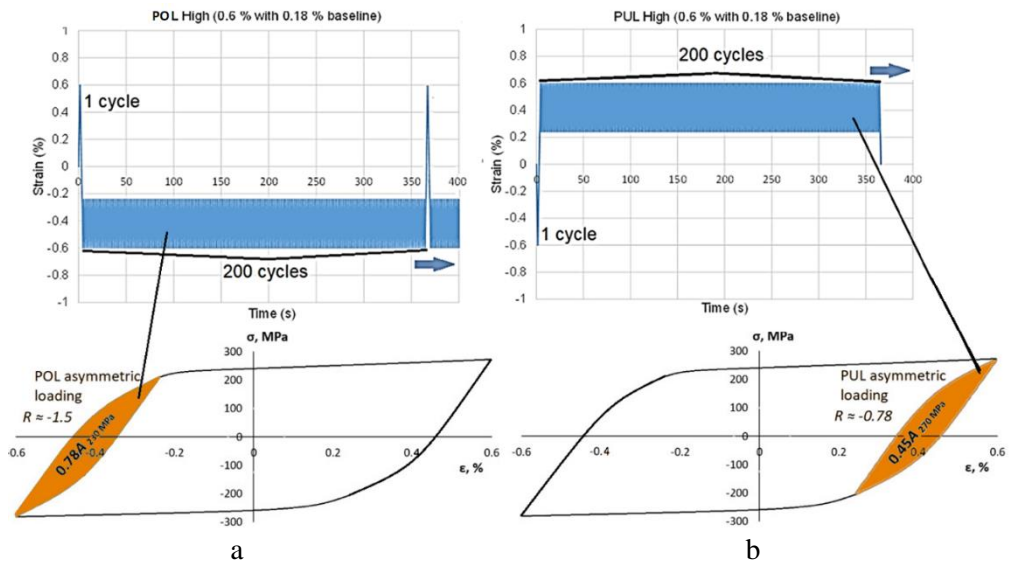 a
POL High (0.6 % with 0.18 % baseline)
1
0.8
0.6
0.4
0.2
0
-0.2
-0.4
-0.6
-0.8
-1
Strain (%)
1 cycle
0 50 100 150 200 250 300 350 400
200 cycles
Time (s)
σ, MPa
300
200
100
0
-100
-200
-300
POL asymmetric
loading
R ≈ -1.5
0.78A 210 MPa
-0.6 -0.4 -0.2 0 0.2 0.4 0.6
ε, %
a
b
PUL High (0.6 % with 0.18 % baseline)
1
0.8
0.6
0.4
0.2
0
-0.2
-0.4
-0.6
-0.8
-1
Strain (%)
200 cycles
0 50 100 150 200 250 300 350 400
1 cycle
Time (s)
σ, MPa
300
200
100
0
-100
-200
-300
PUL asymmetric
loading
R ≈ -0.78
0.45A 270 MPa
-0.6 -0.4 -0.2 0 0.2 0.4 0.6
ε, %
b